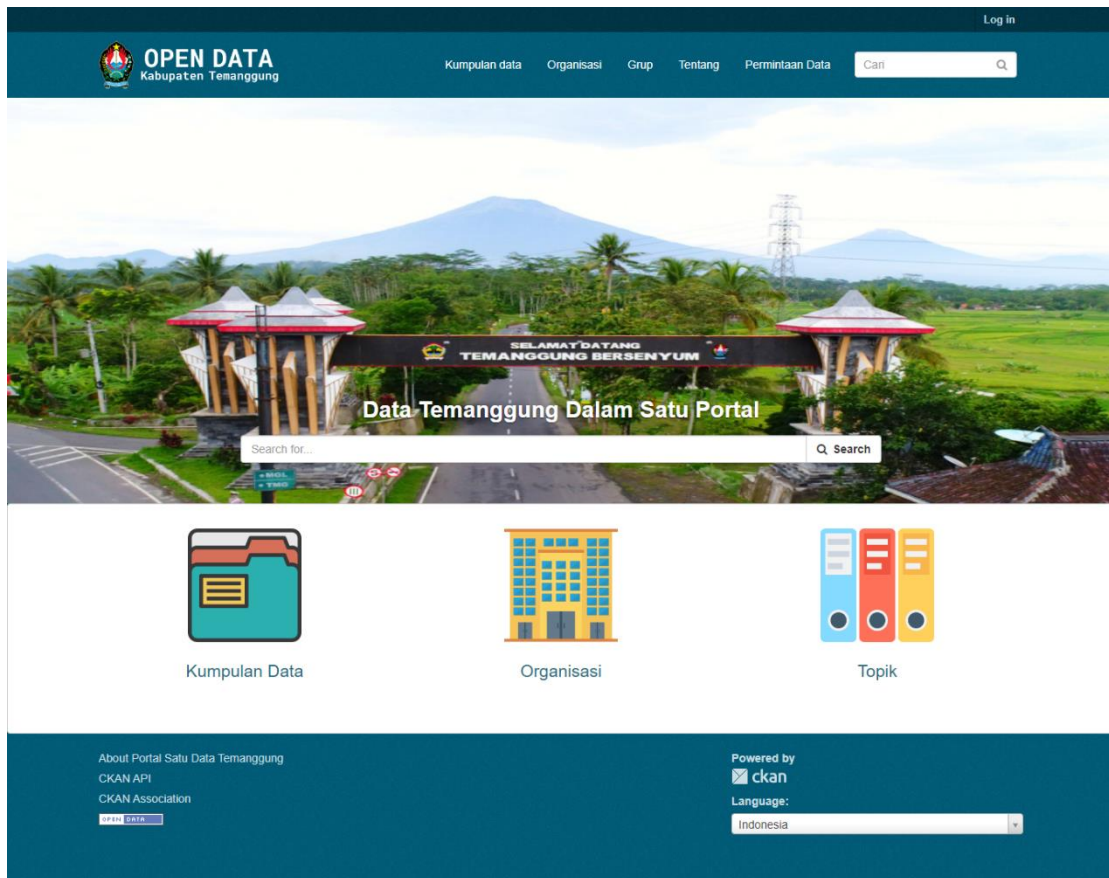 Log in
OPEN DATA
Kabupaten Temanggung
Kumpulan data Organisasi Grup Tentang Permintaan Data Cari
SELAMAT DATANG
TEMANGGUNG BERSENYUM
Data Temanggung Dalam Satu Portal
Search for... Search
MGL
TMG
Kumpulan Data Organisasi Topik
About Portal Satu Data Temanggung
CKAN API
CKAN Association
OPEN DATA
Powered by
ckan
Language:
Indonesia